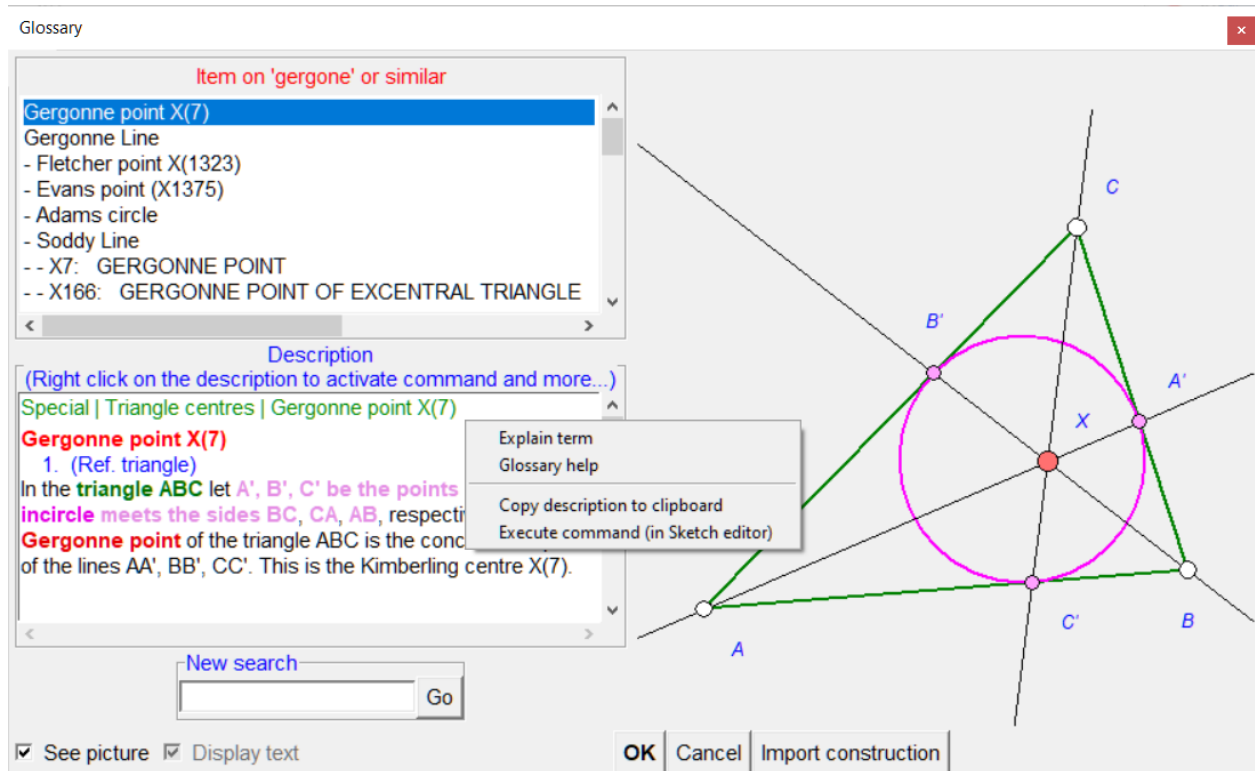 Glossary
Item on 'gergone' or similar
Gergonne point X(7)
Gergonne Line
- Fletcher point X(1323)
- Evans point (X1375)
- Adams circle
- Soddy Line
- - X7: GERGONNE POINT
- - X166: GERGONNE POINT OF EXCENTRAL TRIANGLE
Description
(Right click on the description to activate command and more...)
Special | Triangle centres | Gergonne point X(7)
Gergonne point X(7)
1. (Ref. triangle)
In the triangle ABC let A', B', C' be the points
incircle meets the sides BC, CA, AB,
Gergonne point of the triangle ABC is the
of the lines AA', BB', CC'. This is the Kimberling centre X(7).
Explain term
Glossary help
Copy description to clipboard
Execute command (in Sketch editor)
New search
Go
See picture
Display text
OK
Cancel
Import construction
C
B'
A'
X
C'
B
A